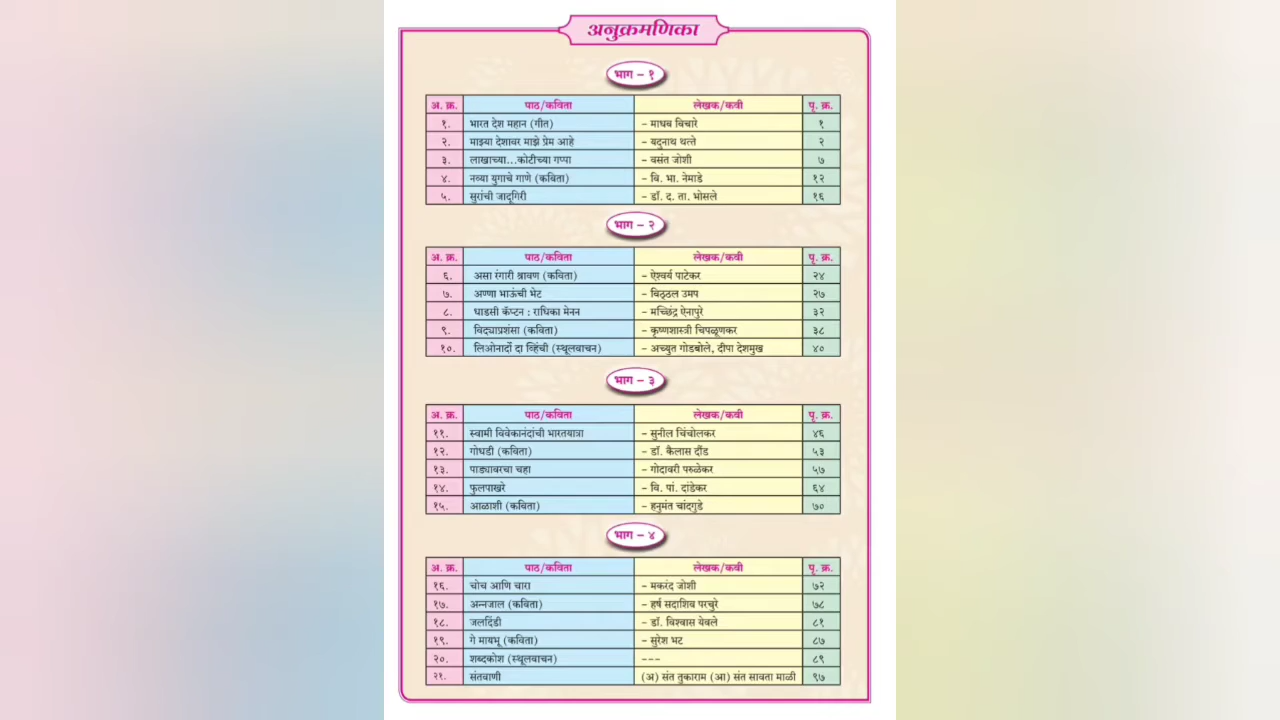 अनुक्रमणिका
भाग – १
अ. क्र. पाठ/कविता लेखक/कवी पृ. क्र.
१. भारत देश महान (गीत) – माधव विचारे १
२. माझ्या देशावर माझे प्रेम आहे – यदुनाथ थत्ते २
३. लाखाच्या...कोटीच्या गप्पा – वसंत जोशी ७
४. नव्या युगाचे गाणे (कविता) – वि. भा. नेमाडे १२
५. सुरांची जादूगिरी – डॉ. द. ता. भोसले १६
भाग – २
अ. क्र. पाठ/कविता लेखक/कवी पृ. क्र.
६. असा रंगारी श्रावण (कविता) – ऐश्वर्य पाटेकर २४
७. अण्णा भाऊंची भेट – विठ्ठल उमप २७
८. धाडसी कॅप्टन : राधिका मेनन – मच्छिंद्र ऐनापुरे ३२
९. विद्याप्रशंसा (कविता) – कृष्णशास्त्री चिपळूणकर ३८
१०. लिओनार्दो दा व्हिंची (स्थूलवाचन) – अच्युत गोडबोले, दीपा देशमुख ४०
भाग – ३
अ. क्र. पाठ/कविता लेखक/कवी पृ. क्र.
११. स्वामी विवेकानंदांची भारतयात्रा – सुनील चिंचोलकर ४६
१२. गोधडी (कविता) – डॉ. कैलास दौंड ५३
१३. पाड्यावरचा चहा – गोदावरी परुळेकर ५७
१४. फुलपाखरे – वि. पां. दांडेकर ६४
१५. आळाशी (कविता) – हनुमंत चांदगुडे ७०
भाग – ४
अ. क्र. पाठ/कविता लेखक/कवी पृ. क्र.
१६. चोच आणि चारा – मकरंद जोशी ७२
१७. अन्नजाल (कविता) – हर्ष सदाशिव परचुरे ७८
१८. जलदिंडी – डॉ. विश्वास येवले ८१
१९. गे मायभू (कविता) – सुरेश भट ८७
२०. शब्दकोश (स्थूलवाचन) --- ८९
२१. संतवाणी (अ) संत तुकाराम (आ) संत सावता माळी ९७